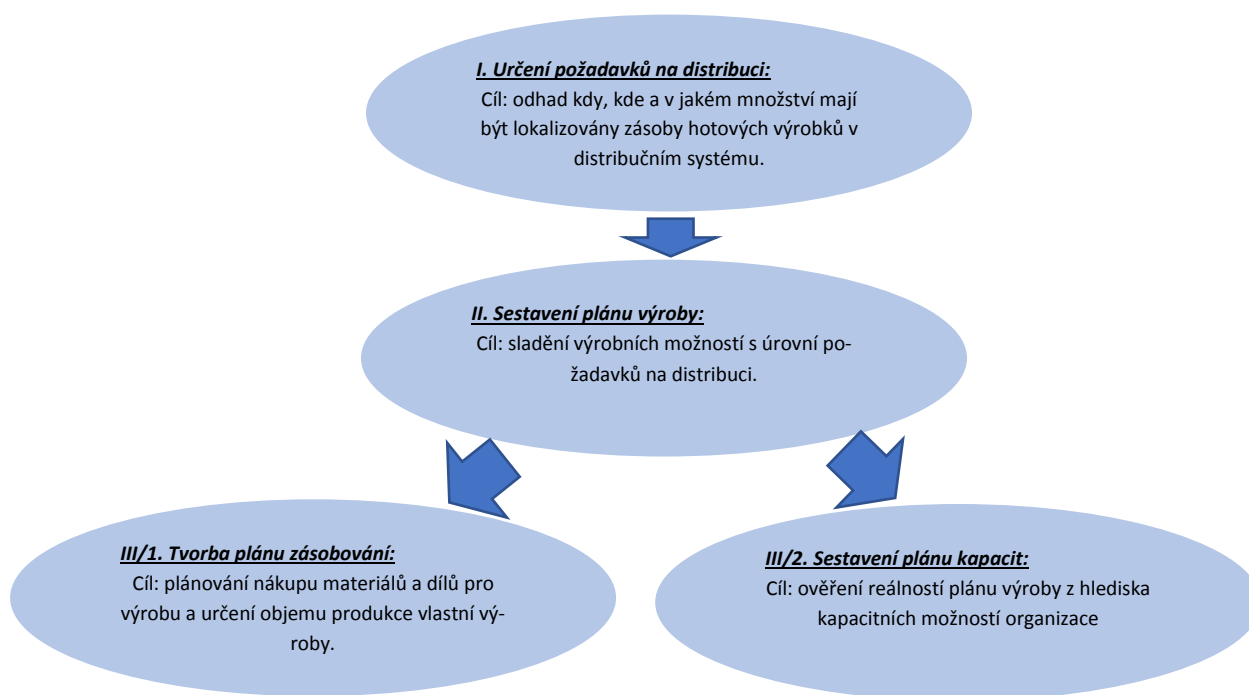 I. Určení požadavků na distribuci:
Cíl: odhad kdy, kde a v jakém množství mají
být lokalizovány zásoby hotových výrobků v
distribučním systému.
II. Sestavení plánu výroby:
Cíl: sladění výrobních možností s úrovní po-
žadavků na distribuci.
III/1. Tvorba plánu zásobování:
Cíl: plánování nákupu materiálů a dílů pro
výrobu a určení objemu produkce vlastní vý-
roby.
III/2. Sestavení plánu kapacit:
Cíl: ověření reálností plánu výroby z hlediska
kapacitních možností organizace